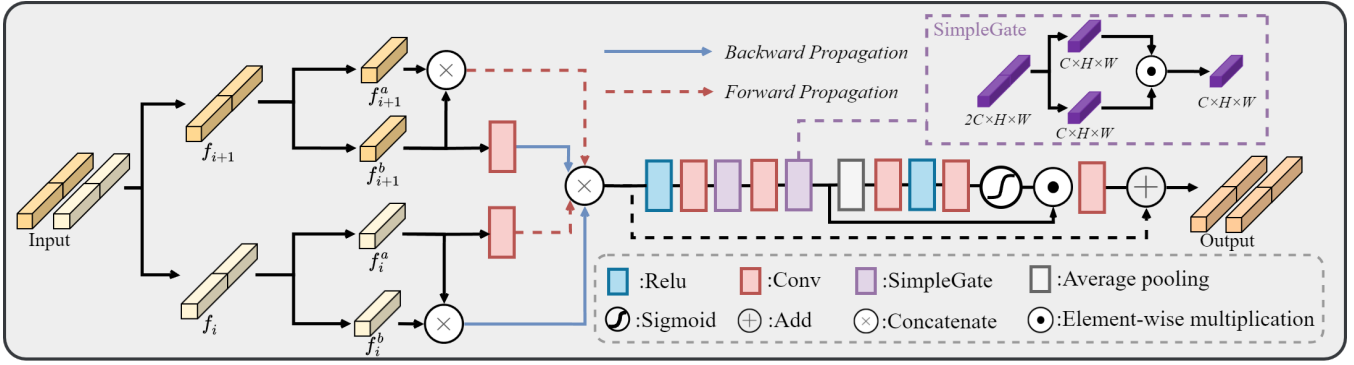 SimpleGate
Backward Propagation
Forward Propagation
2C×H×W
C×H×W
C×H×W
C×H×W
Input
f_{i+1}
f_i
f^a_{i+1}
f^b_{i+1}
f^a_i
f^b_i
Output
:Relu :Conv :SimpleGate :Average pooling
:Sigmoid :Add :Concatenate :Element-wise multiplication